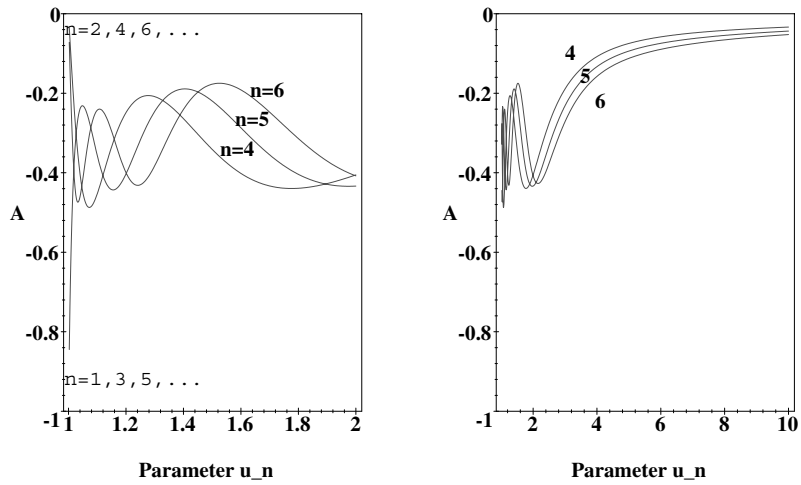 0
n=2,4,6,...
-0.2
-0.4
A
-0.6
-0.8
-1
n=6
n=5
n=4
n=1,3,5,...
1
1.2
1.4
1.6
1.8
2
Parameter u_n
0
-0.2
-0.4
A
-0.6
-0.8
-1
4
5
6
2
4
6
8
10
Parameter u_n